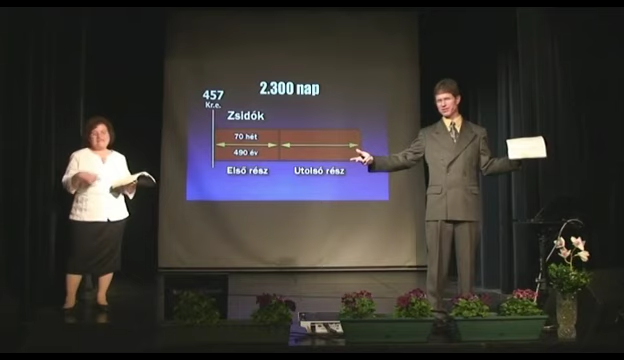 2.300 nap
457
Kr.e.
Zsidók
70 hét
490 év
Első rész
Utolsó rész